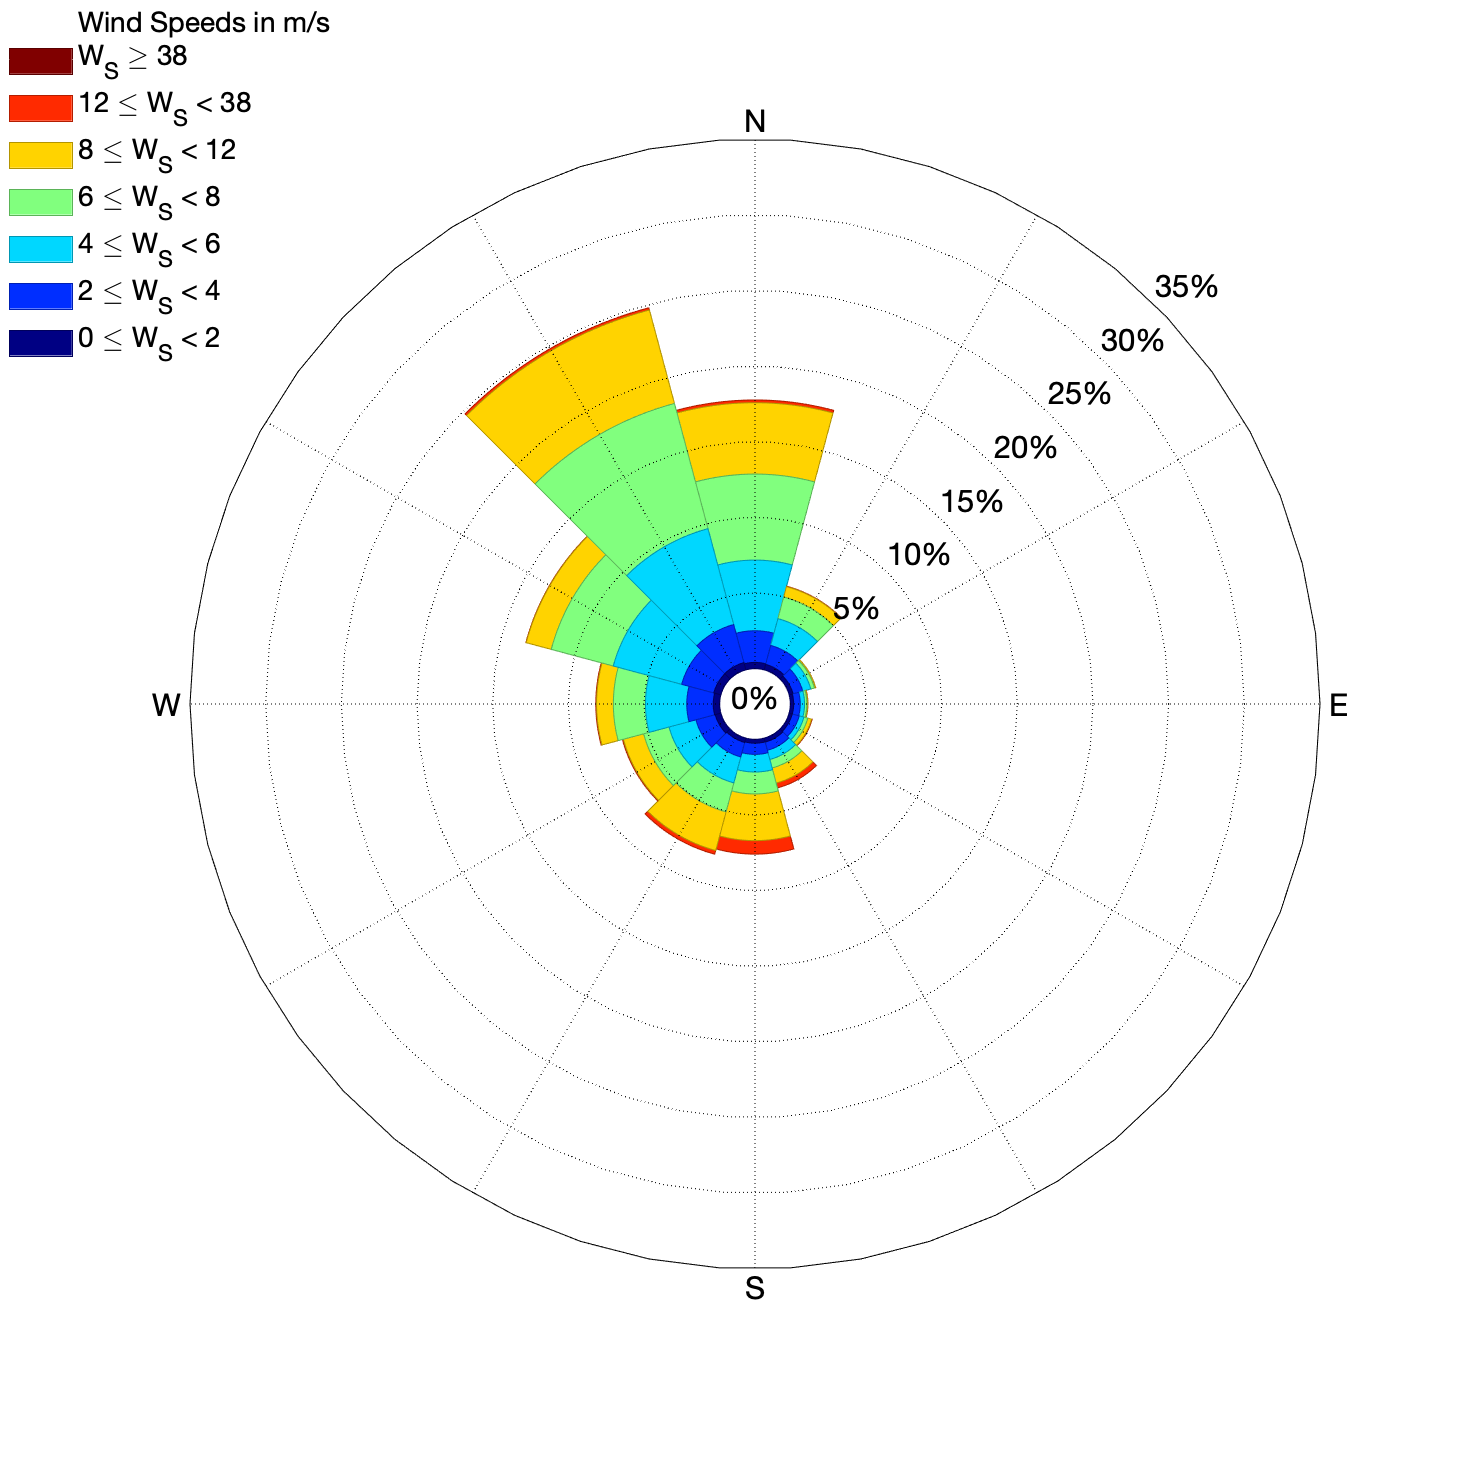 Wind Speeds in m/s
W_S ≥ 38
12 ≤ W_S < 38
8 ≤ W_S < 12
6 ≤ W_S < 8
4 ≤ W_S < 6
2 ≤ W_S < 4
0 ≤ W_S < 2
N
35%
30%
25%
20%
15%
10%
5%
0%
W
E
S